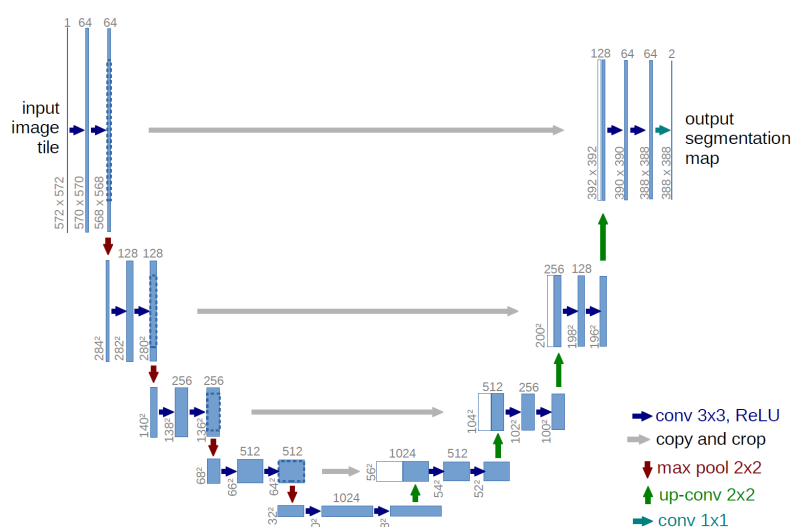 1 64 64
128 64 64 2
input
image
tile
output
segmentation
map
572 x 572
570 x 570
568 x 568
392 x 392
390 x 390
388 x 388
388 x 388
128 128
256 128
284²
282²
280²
200²
198²
196²
256 256
512 256
140²
138²
136²
104²
102²
100²
512 512
1024 512
68²
66²
64²
56²
54²
52²
1024
32²
conv 3x3, ReLU
copy and crop
max pool 2x2
up-conv 2x2
conv 1x1